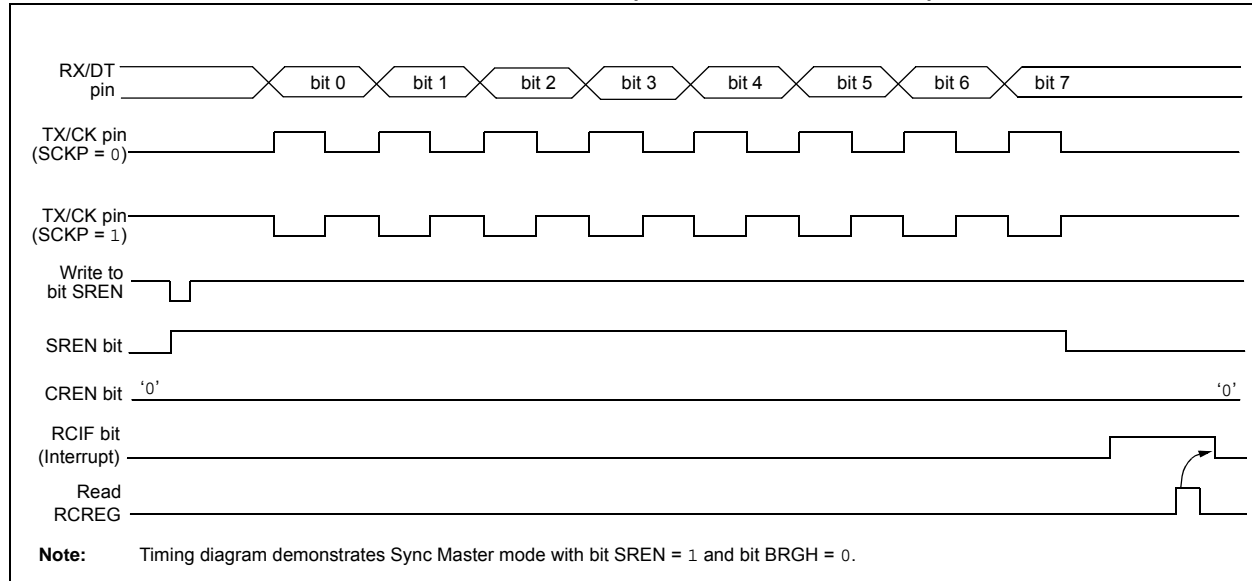 RX/DT
pin
bit 0 bit 1 bit 2 bit 3 bit 4 bit 5 bit 6 bit 7
TX/CK pin
(SCKP = 0)
TX/CK pin
(SCKP = 1)
Write to
bit SREN
SREN bit
CREN bit ‘0’ ‘0’
RCIF bit
(Interrupt)
Read
RCREG
Note: Timing diagram demonstrates Sync Master mode with bit SREN = 1 and bit BRGH = 0.